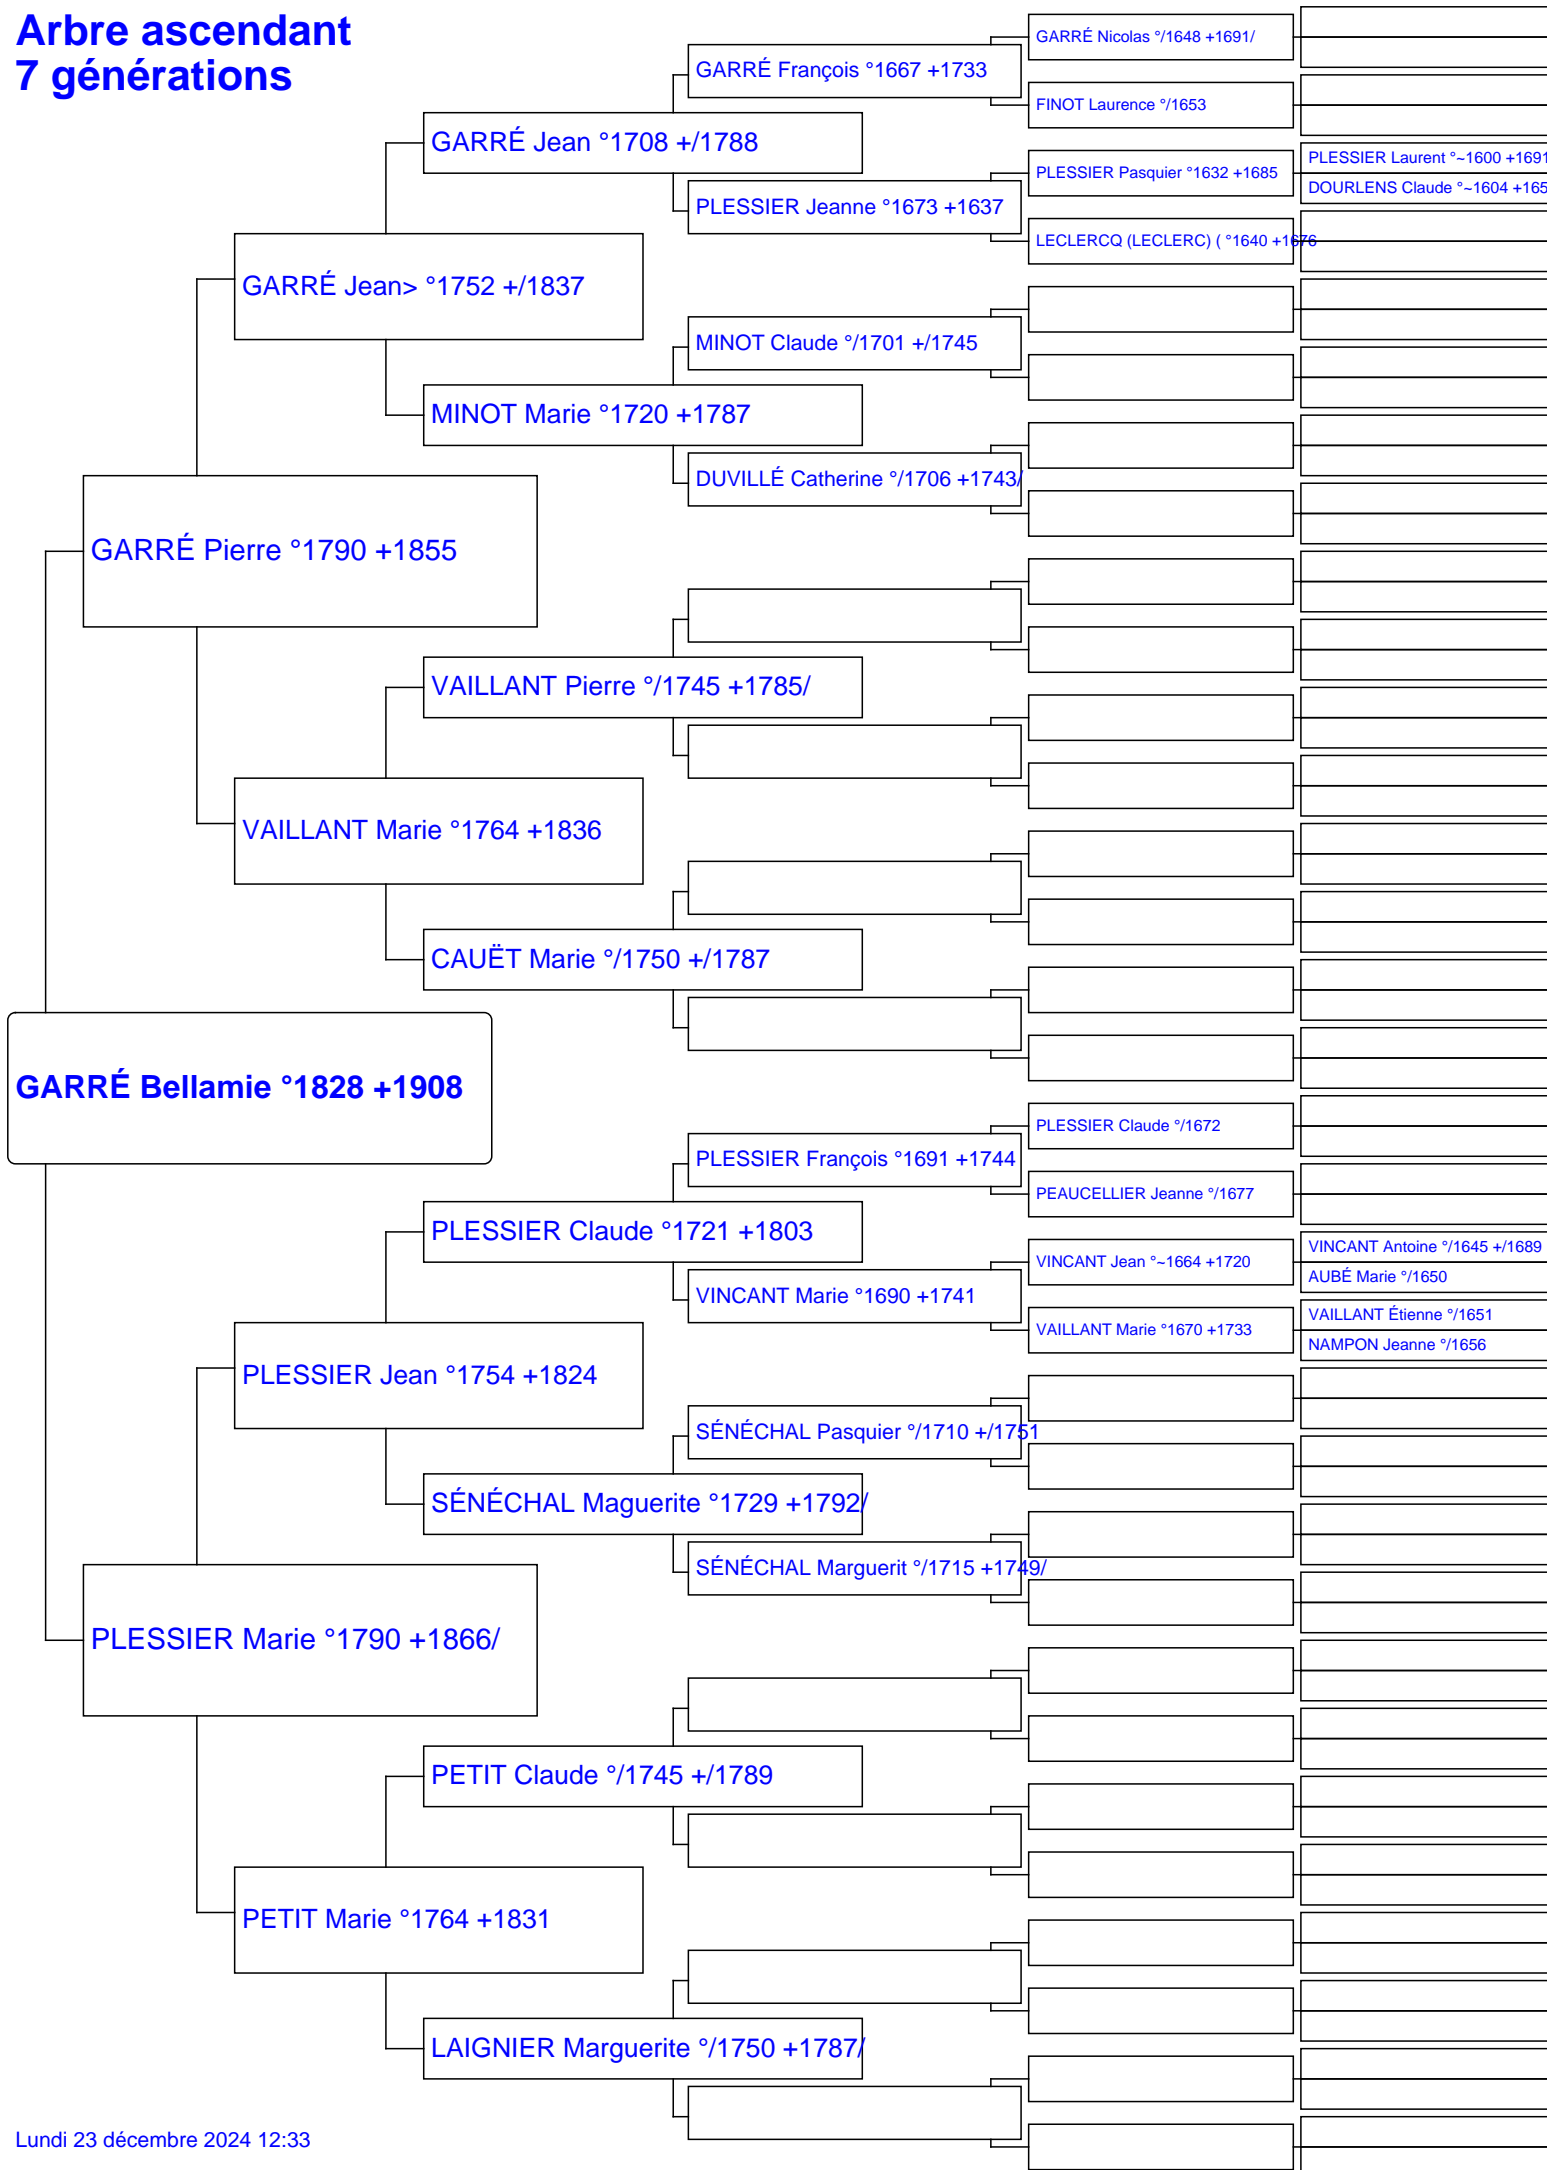 Arbre ascendant
7 générations
GARRÉ Nicolas °/1648 +1691/
GARRÉ François °1667 +1733
FINOT Laurence °/1653
GARRÉ Jean °1708 +/1788
PLESSIER Laurent °~1600 +1691
PLESSIER Pasquier °1632 +1685
DOURLENS Claude °~1604 +165
PLESSIER Jeanne °1673 +1637
LECLERCQ (LECLERC) ( °1640 +1676
GARRÉ Jean> °1752 +/1837
MINOT Claude °/1701 +/1745
MINOT Marie °1720 +1787
DUVILLÉ Catherine °/1706 +1743/
GARRÉ Pierre °1790 +1855
VAILLANT Pierre °/1745 +1785/
VAILLANT Marie °1764 +1836
CAUËT Marie °/1750 +/1787
GARRÉ Bellamie °1828 +1908
PLESSIER Claude °/1672
PLESSIER François °1691 +1744
PEAUCELLIER Jeanne °/1677
PLESSIER Claude °1721 +1803
VINCANT Antoine °/1645 +/1689
VINCANT Jean °~1664 +1720
AUBÉ Marie °/1650
VINCANT Marie °1690 +1741
VAILLANT Étienne °/1651
VAILLANT Marie °1670 +1733
NAMPON Jeanne °/1656
PLESSIER Jean °1754 +1824
SÉNÉCHAL Pasquier °/1710 +/1751
SÉNÉCHAL Maguerite °1729 +1792/
SÉNÉCHAL Marguerit °/1715 +1749/
PLESSIER Marie °1790 +1866/
PETIT Claude °/1745 +/1789
PETIT Marie °1764 +1831
LAIGNIER Marguerite °/1750 +1787/
Lundi 23 décembre 2024 12:33